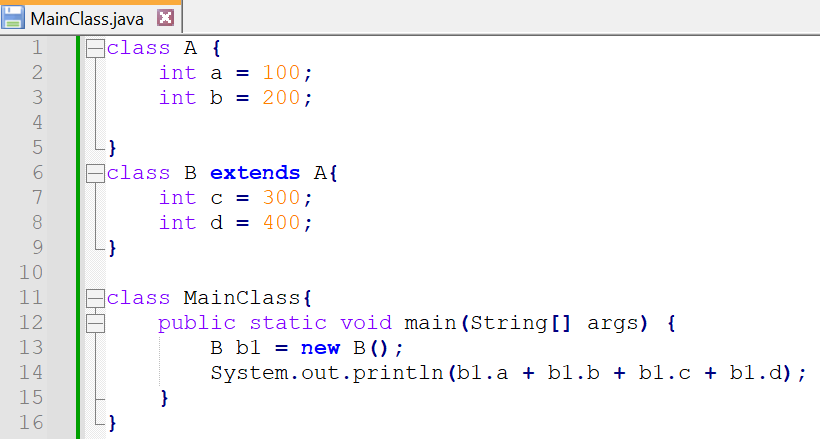 MainClass.java
1 class A {
2     int a = 100;
3     int b = 200;
4
5 }
6 class B extends A{
7     int c = 300;
8     int d = 400;
9 }
10
11 class MainClass{
12     public static void main(String[] args) {
13         B b1 = new B();
14         System.out.println(b1.a + b1.b + b1.c + b1.d);
15     }
16 }